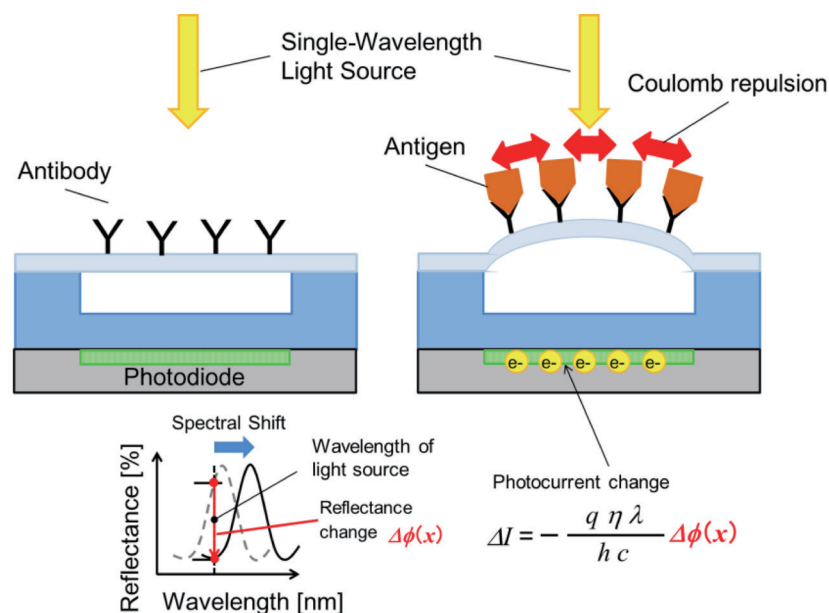 Single-Wavelength
Light Source
Coulomb repulsion
Antigen
Antibody
Photodiode
e- e- e- e- e-
Spectral Shift
Wavelength of
light source
Reflectance
change Δϕ(x)
Reflectance [%]
Wavelength [nm]
Photocurrent change
ΔI = − q η λ / h c Δϕ(x)